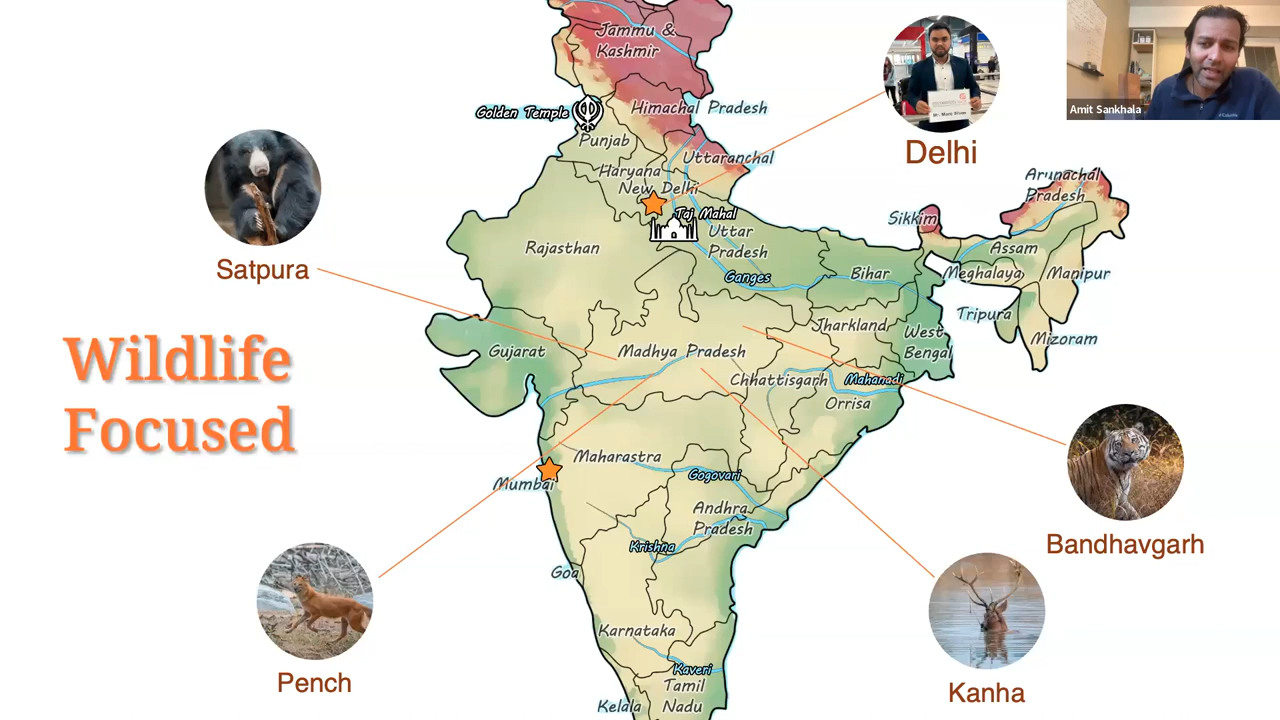 Jammu &
Kashmir
Golden Temple
Himachal Pradesh
Punjab
Uttaranchal
Haryana
New Delhi
Taj Mahal
Uttar
Pradesh
Rajasthan
Ganges
Bihar
Sikkim
Arunachal
Pradesh
Assam
Meghalaya
Manipur
Tripura
Mizoram
Jharkland
West
Bengal
Gujarat
Madhya Pradesh
Chhattisgarh
Mahanadi
Orrisa
Maharastra
Mumbai
Gogovari
Andhra
Pradesh
Krishna
Goa
Karnataka
Kaveri
Tamil
Nadu
Kelala
Delhi
Amit Sankhala
Satpura
Wildlife
Focused
Bandhavgarh
Pench
Kanha